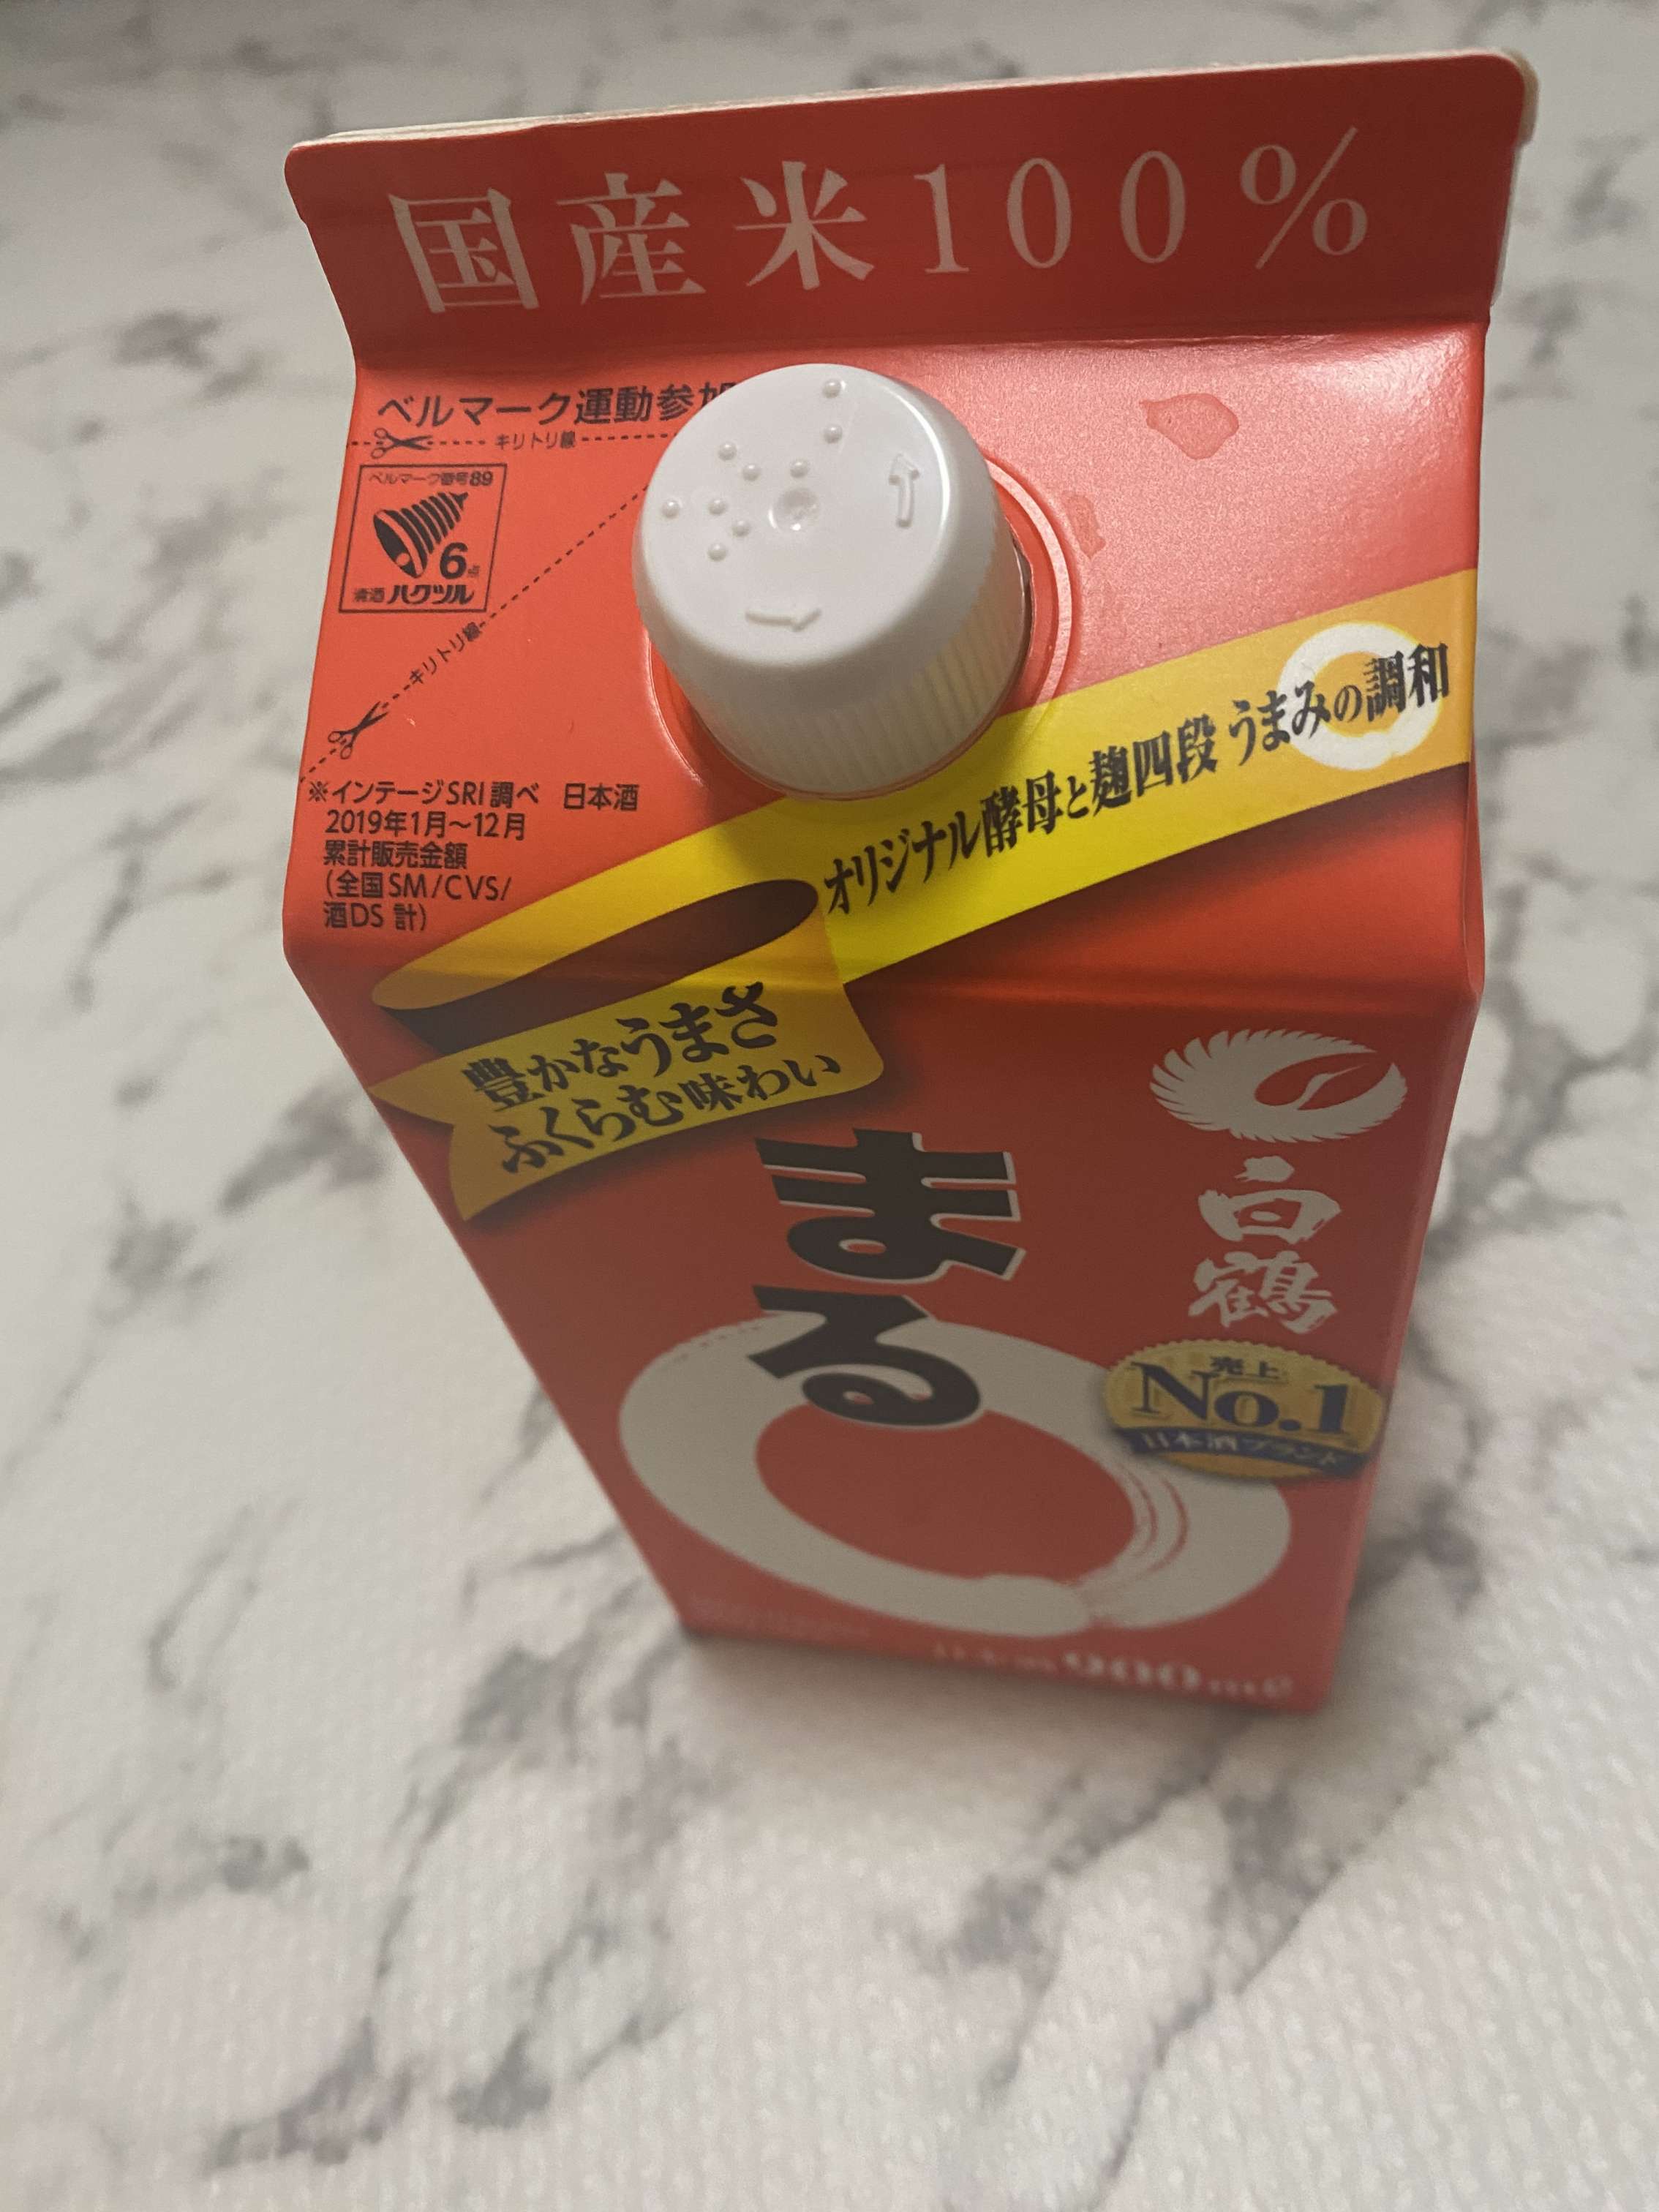 国産米100%
ベルマーク運動参加
キリトリ線
ベルマーク番号89
6点
清酒 ハクツル
キリトリ線
※インテージSRI調べ 日本酒
2019年1月〜12月
累計販売金額
(全国SM/CVS/
酒DS 計)
オリジナル酵母と麹四段 うまみの調和
豊かなうまさ
ふくらむ味わい
まる
白鶴
売上
No.1
日本酒ブランド
900ml